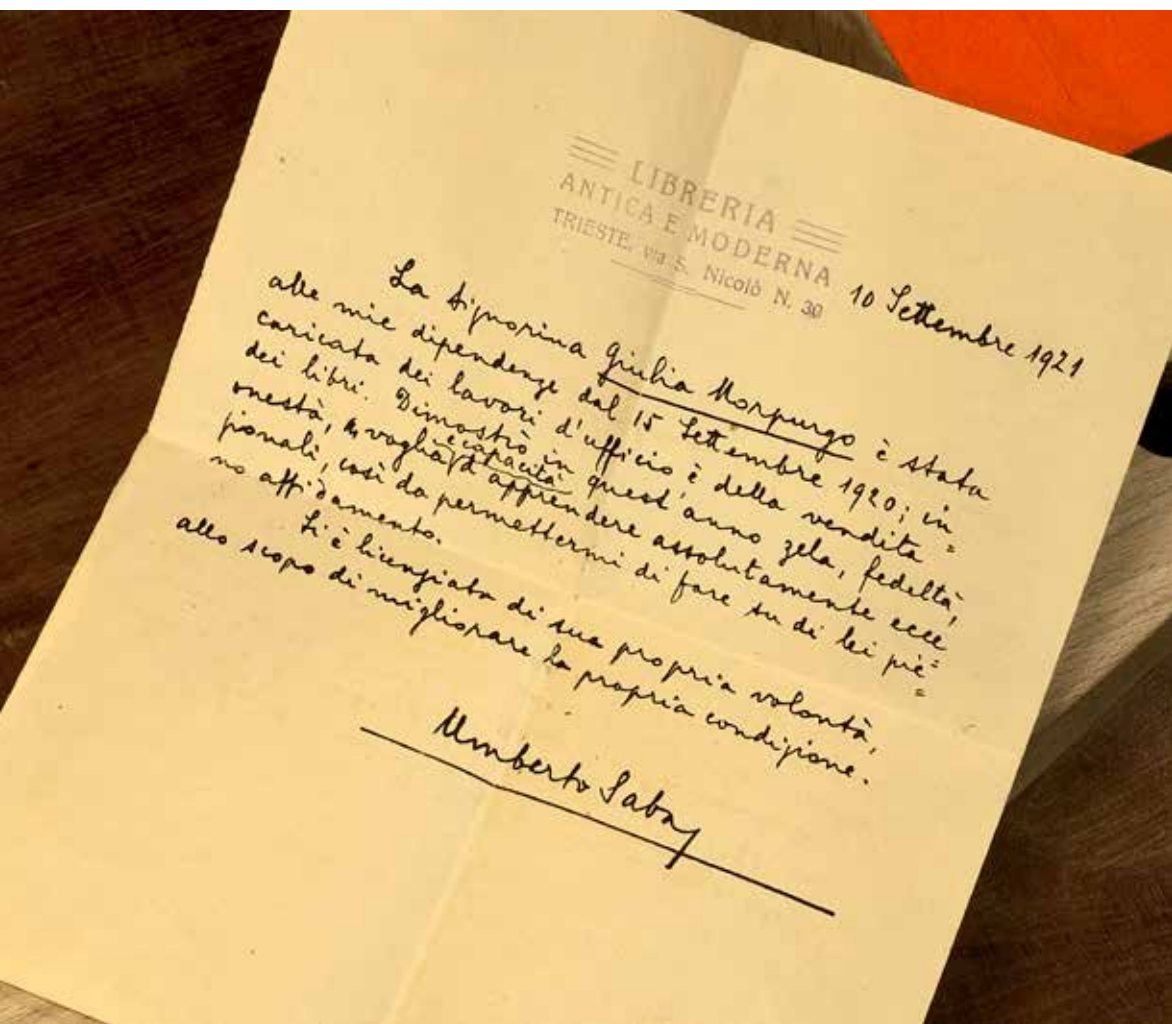 LIBRERIA
ANTICA E MODERNA
TRIESTE, via S. Nicolò N. 30
10 Settembre 1921
La Signorina Giulia Morpurgo è stata
alle mie dipendenze dal 15 Settembre 1920; in
caricata dei lavori d'ufficio è della vendita =
dei libri. Dimostrò in quest'anno zela, fedeltà,
onestà, voglia e capacità d'apprendere assolutamente ecce
zionali, così da permettermi di fare su di lei pie=
no affidamento. =
Si è licenziata di sua propria volontà,
allo scopo di migliorare la propria condizione.
Umberto Saba